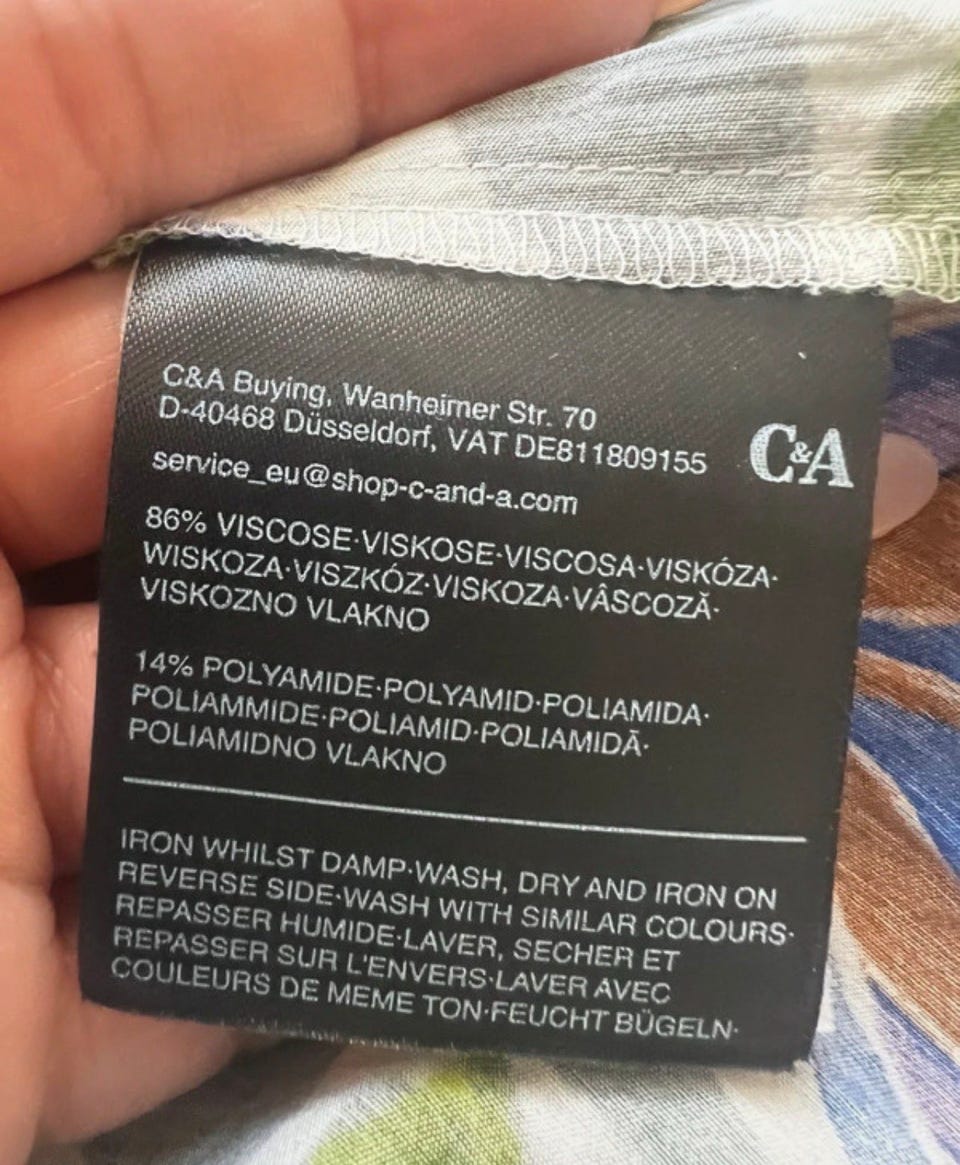 C&A Buying, Wanheimer Str. 70
D-40468 Düsseldorf, VAT DE811809155
C&A
service_eu@shop-c-and-a.com
86% VISCOSE·VISKOSE·VISCOSA·VISKÓZA·
WISKOZA·VISZKÓZ·VISKOZA·VÂSCOZĂ·
VISKOZNO VLAKNO
14% POLYAMIDE·POLYAMID·POLIAMIDA·
POLIAMMIDE·POLIAMID·POLIAMIDĂ·
POLIAMIDNO VLAKNO
IRON WHILST DAMP·WASH, DRY AND IRON ON
REVERSE SIDE·WASH WITH SIMILAR COLOURS·
REPASSER HUMIDE·LAVER, SECHER ET
REPASSER SUR L'ENVERS·LAVER AVEC
COULEURS DE MEME TON·FEUCHT BÜGELN·